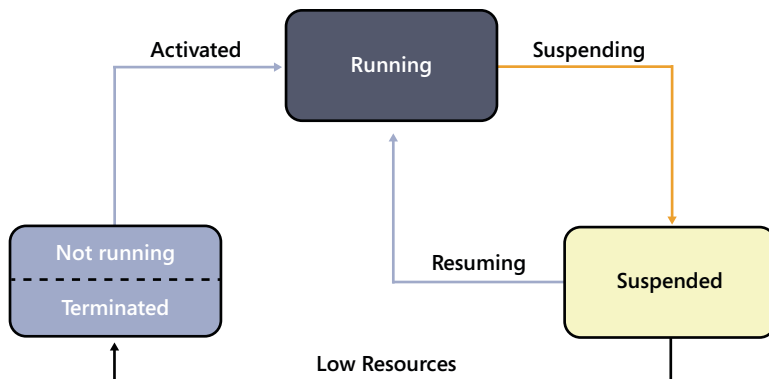 Activated
Running
Suspending
Not running
Terminated
Resuming
Suspended
Low Resources